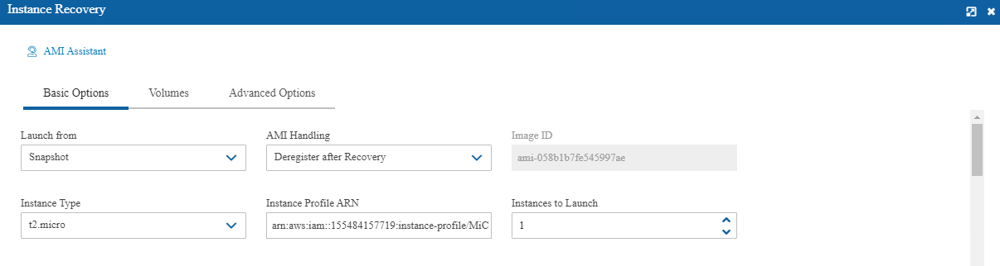 Instance Recovery
AMI Assistant
Basic Options Volumes Advanced Options
Launch from AMI Handling Image ID
Snapshot Deregister after Recovery ami-058b1b7fe545997ae
Instance Type Instance Profile ARN Instances to Launch
t2.micro arn:aws:iam::155484157719:instance-profile/MiC 1